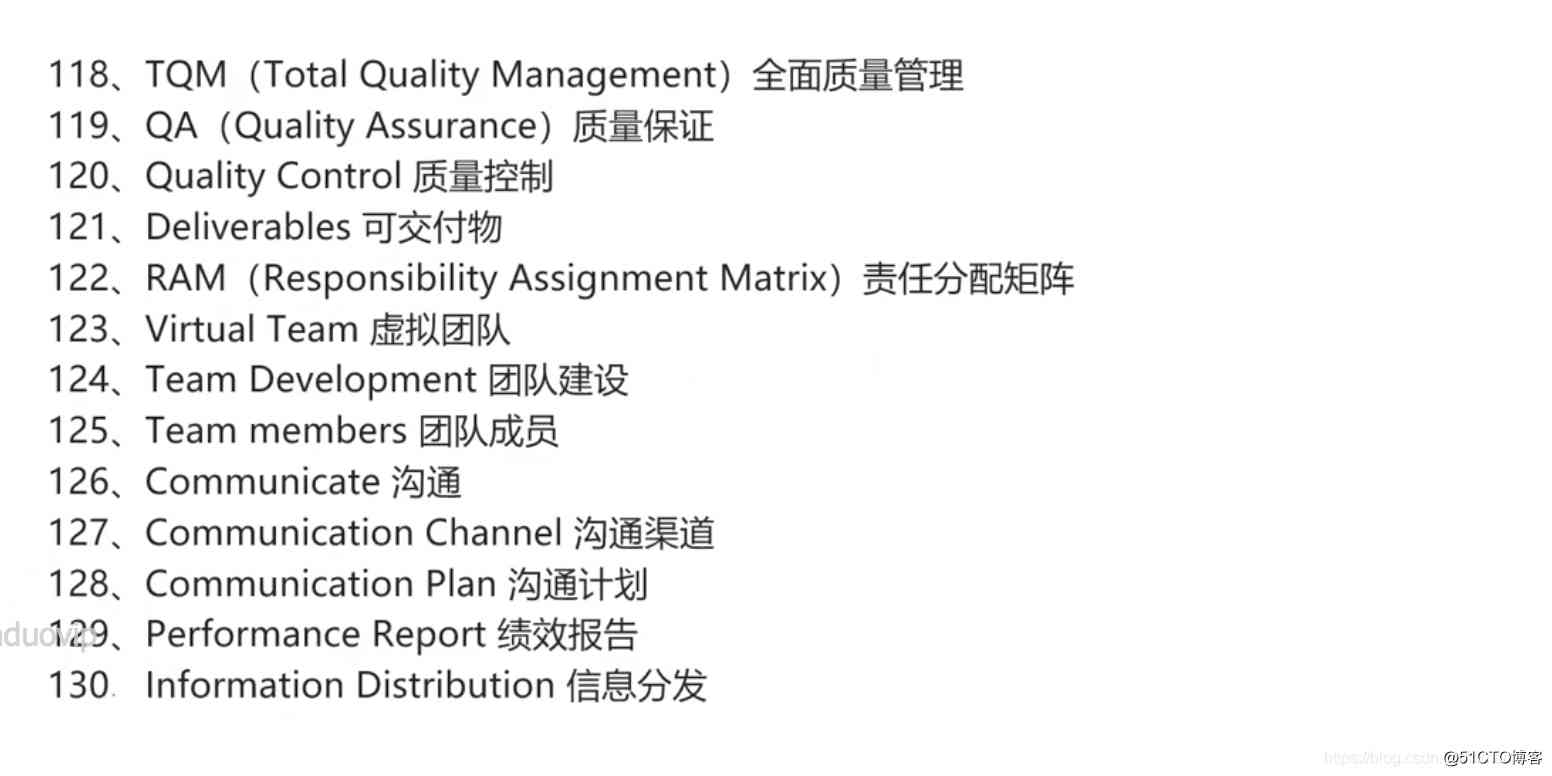 118、TQM（Total Quality Management）全面质量管理
119、QA（Quality Assurance）质量保证
120、Quality Control 质量控制
121、Deliverables 可交付物
122、RAM（Responsibility Assignment Matrix）责任分配矩阵
123、Virtual Team 虚拟团队
124、Team Development 团队建设
125、Team members 团队成员
126、Communicate 沟通
127、Communication Channel 沟通渠道
128、Communication Plan 沟通计划
129、Performance Report 绩效报告
130. Information Distribution 信息分发
@51CTO博客